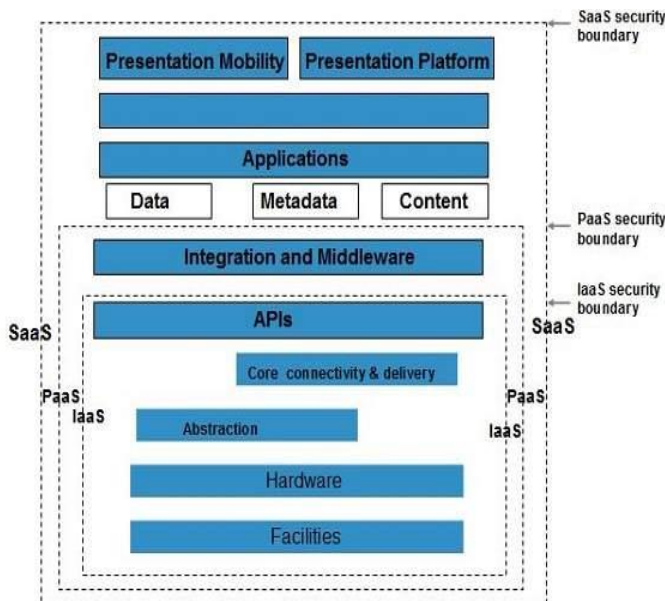 SaaS security
boundary
Presentation Mobility
Presentation Platform
Applications
Data
Metadata
Content
PaaS security
boundary
Integration and Middleware
IaaS security
boundary
APIs
SaaS
SaaS
Core connectivity & delivery
PaaS
PaaS
IaaS
IaaS
Abstraction
Hardware
Facilities